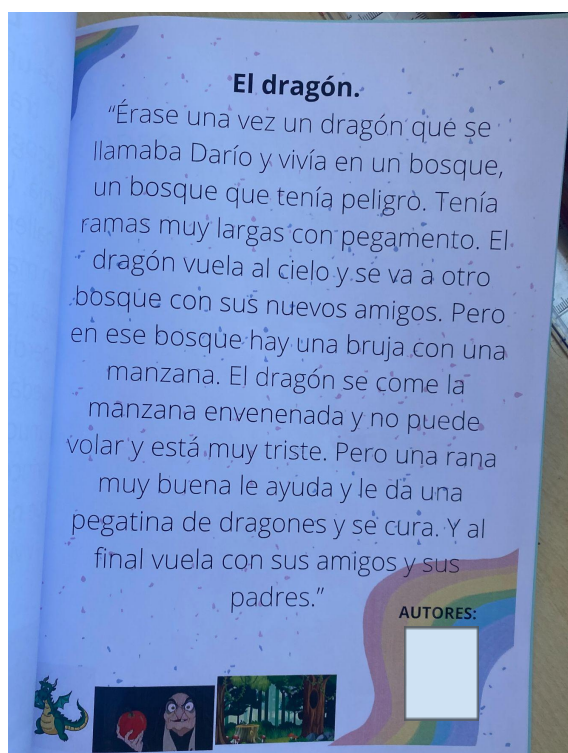 El dragón.
“Érase una vez un dragón que se
llamaba Darío y vivía en un bosque,
un bosque que tenía peligro. Tenía
ramas muy largas con pegamento. El
dragón vuela al cielo y se va a otro
bosque con sus nuevos amigos. Pero
en ese bosque hay una bruja con una
manzana. El dragón se come la
manzana envenenada y no puede
volar y está muy triste. Pero una rana
muy buena le ayuda y le da una
pegatina de dragones y se cura. Y al
final vuela con sus amigos y sus
padres.”
AUTORES: